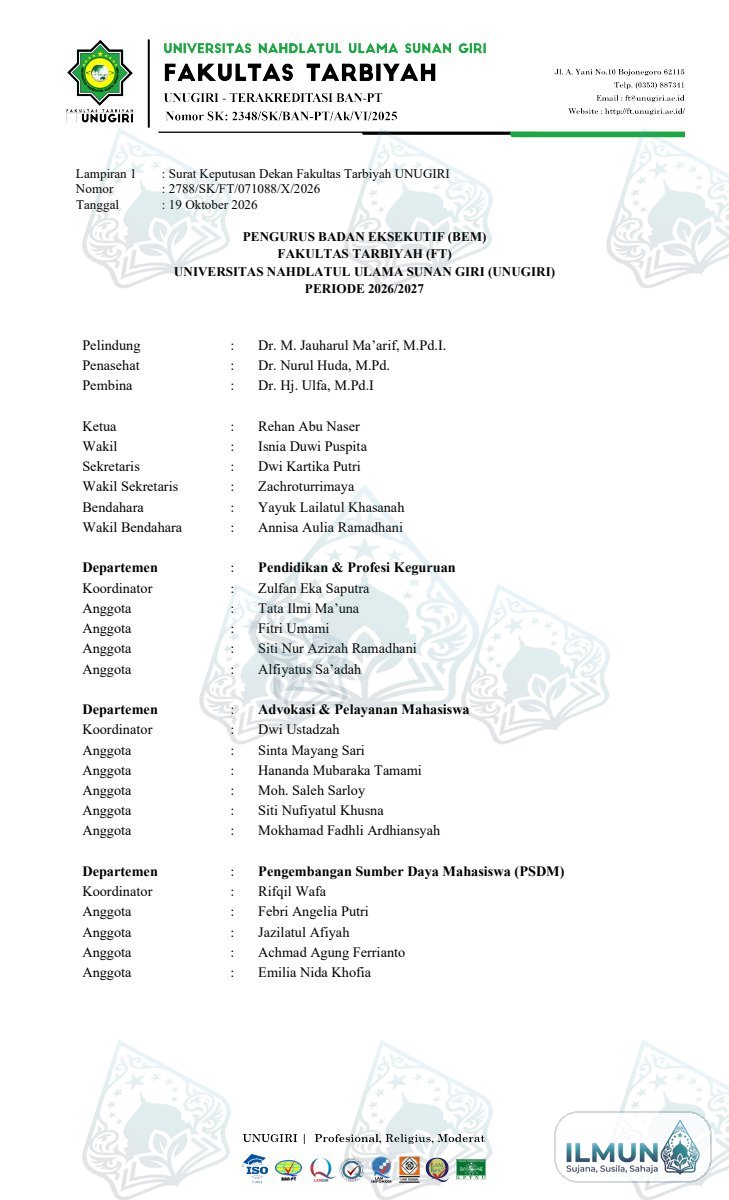 UNIVERSITAS NAHDLATUL ULAMA SUNAN GIRI
FAKULTAS TARBIYAH
UNUGIRI - TERAKREDITASI BAN-PT
Nomor SK: 2348/SK/BAN-PT/Ak/VI/2025
FAKULTAS TARBIYAH
UNUGIRI
Jl. A. Yani No.10 Bojonegoro 62115
Telp. (0353) 887341
Email : ft@unugiri.ac.id
Website : http://ft.unugiri.ac.id/
Lampiran 1 : Surat Keputusan Dekan Fakultas Tarbiyah UNUGIRI
Nomor : 2788/SK/FT/071088/X/2026
Tanggal : 19 Oktober 2026
PENGURUS BADAN EKSEKUTIF (BEM)
FAKULTAS TARBIYAH (FT)
UNIVERSITAS NAHDLATUL ULAMA SUNAN GIRI (UNUGIRI)
PERIODE 2026/2027
Pelindung : Dr. M. Jauharul Ma’arif, M.Pd.I.
Penasehat : Dr. Nurul Huda, M.Pd.
Pembina : Dr. Hj. Ulfa, M.Pd.I
Ketua : Rehan Abu Naser
Wakil : Isnia Duwi Puspita
Sekretaris : Dwi Kartika Putri
Wakil Sekretaris : Zachroturrimaya
Bendahara : Yayuk Lailatul Khasanah
Wakil Bendahara : Annisa Aulia Ramadhani
Departemen : Pendidikan & Profesi Keguruan
Koordinator : Zulfan Eka Saputra
Anggota : Tata Ilmi Ma’una
Anggota : Fitri Umami
Anggota : Siti Nur Azizah Ramadhani
Anggota : Alfiyatus Sa’adah
Departemen : Advokasi & Pelayanan Mahasiswa
Koordinator : Dwi Ustadzah
Anggota : Sinta Mayang Sari
Anggota : Hananda Mubaraka Tamami
Anggota : Moh. Saleh Sarloy
Anggota : Siti Nufiyatul Khusna
Anggota : Mokhamad Fadhli Ardhiansyah
Departemen : Pengembangan Sumber Daya Mahasiswa (PSDM)
Koordinator : Rifqil Wafa
Anggota : Febri Angelia Putri
Anggota : Jazilatul Afiyah
Anggota : Achmad Agung Ferrianto
Anggota : Emilia Nida Khofia
UNUGIRI | Profesional, Religius, Moderat
ISO
BAN-PT
ILMUN
Sujana, Susila, Sahaja